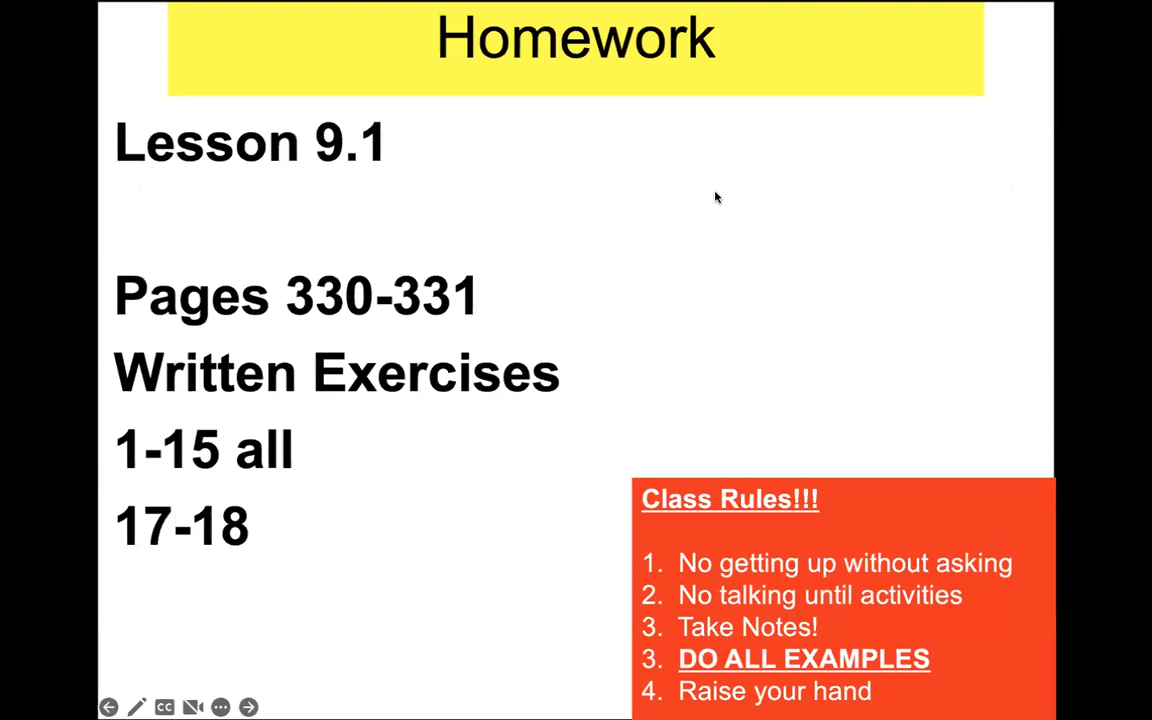 Homework
Lesson 9.1
Pages 330-331
Written Exercises
1-15 all
17-18
Class Rules!!!
1. No getting up without asking
2. No talking until activities
3. Take Notes!
3. DO ALL EXAMPLES
4. Raise your hand
CC